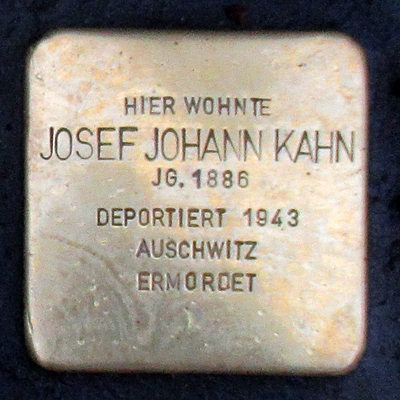 HIER WOHNTE
JOSEF JOHANN KAHN
JG. 1886
DEPORTIERT 1943
AUSCHWITZ
ERMORDET